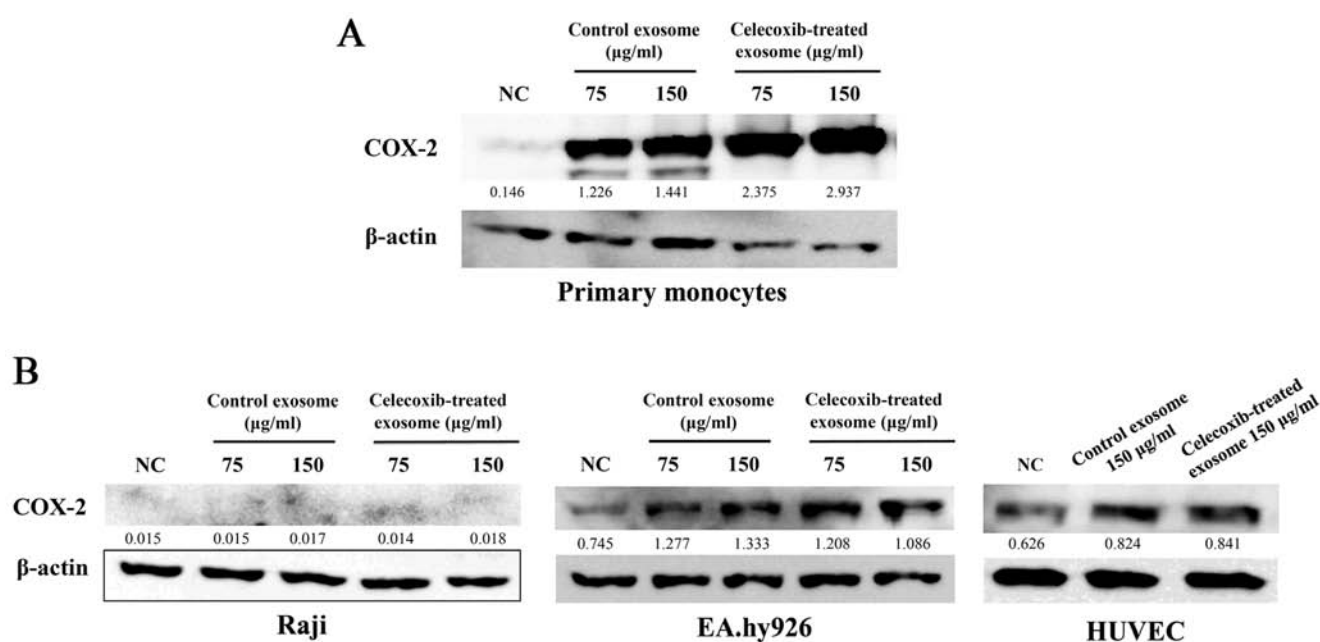 A
Control exosome
(µg/ml)
Celecoxib-treated
exosome (µg/ml)
NC 75 150 75 150
COX-2
0.146 1.226 1.441 2.375 2.937
β-actin
Primary monocytes
B
Control exosome
(µg/ml)
Celecoxib-treated
exosome (µg/ml)
NC 75 150 75 150
COX-2
0.015 0.015 0.017 0.014 0.018
β-actin
Raji
Control exosome
(µg/ml)
Celecoxib-treated
exosome (µg/ml)
NC 75 150 75 150
0.745 1.277 1.333 1.208 1.086
EA.hy926
NC
Control exosome
150 µg/ml
Celecoxib-treated
exosome 150 µg/ml
0.626 0.824 0.841
HUVEC